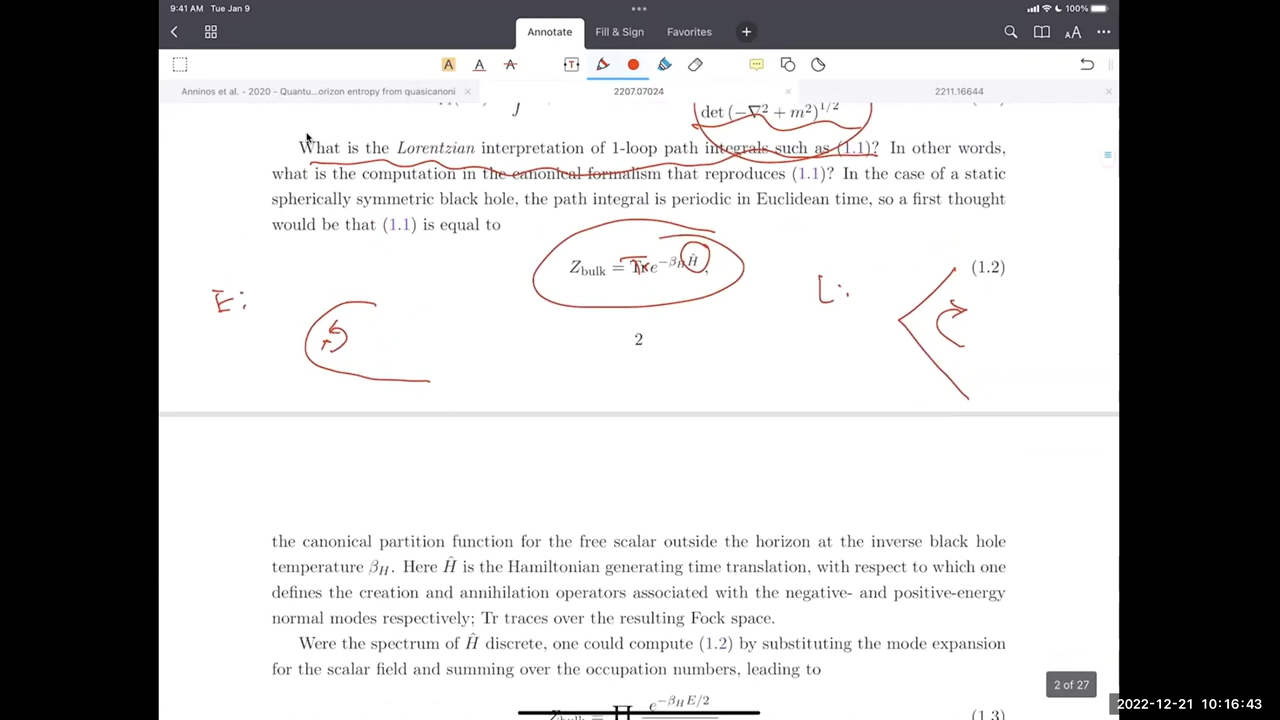 9:41 AM Tue Jan 9
100%
Annotate
Fill & Sign
Favorites
Anninos et al. - 2020 - Quantu...orizon entropy from quasicanoni
2207.07024
2211.16644
det (−∇² + m²)^{1/2}
What is the Lorentzian interpretation of 1-loop path integrals such as (1.1)? In other words,
what is the computation in the canonical formalism that reproduces (1.1)? In the case of a static
spherically symmetric black hole, the path integral is periodic in Euclidean time, so a first thought
would be that (1.1) is equal to
Z_bulk = Tr e^{−β_H Ĥ}, (1.2)
E:
L:
2
the canonical partition function for the free scalar outside the horizon at the inverse black hole
temperature β_H. Here Ĥ is the Hamiltonian generating time translation, with respect to which one
defines the creation and annihilation operators associated with the negative- and positive-energy
normal modes respectively; Tr traces over the resulting Fock space.
Were the spectrum of Ĥ discrete, one could compute (1.2) by substituting the mode expansion
for the scalar field and summing over the occupation numbers, leading to
e^{−β_H E/2}
(1.3)
2 of 27
2022-12-21 10:16:43